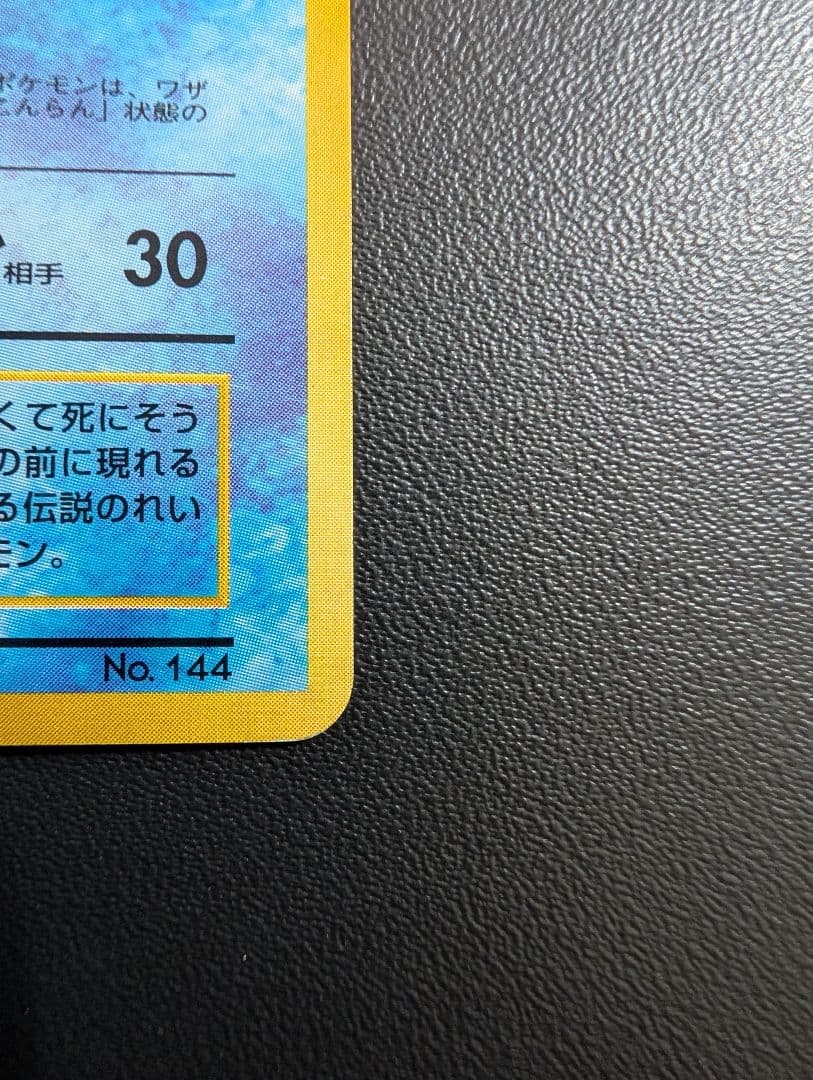 ポケモンは、ワザ
こんらん」状態の
相手 30
くて死にそう
の前に現れる
る伝説のれい
モン。
No. 144